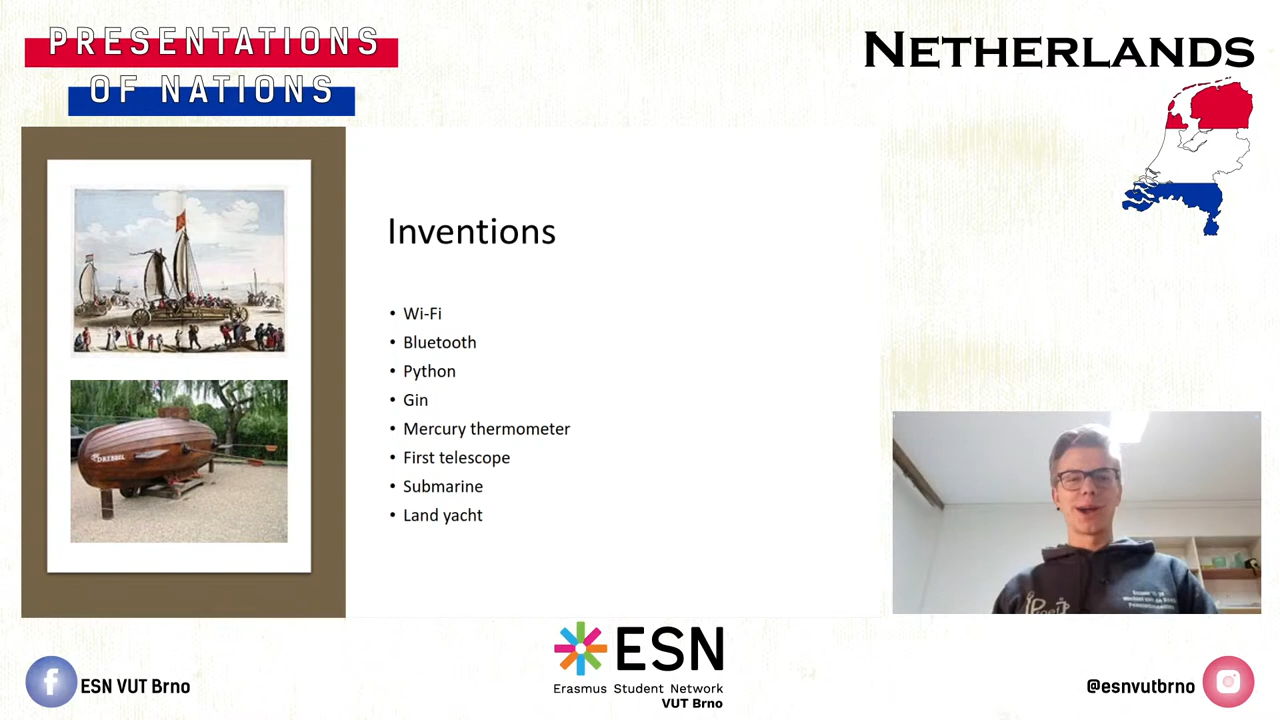 PRESENTATIONS
OF NATIONS
NETHERLANDS
DREBBEL
Inventions
• Wi-Fi
• Bluetooth
• Python
• Gin
• Mercury thermometer
• First telescope
• Submarine
• Land yacht
ESN
Erasmus Student Network
VUT Brno
f ESN VUT Brno
@esnvutbrno